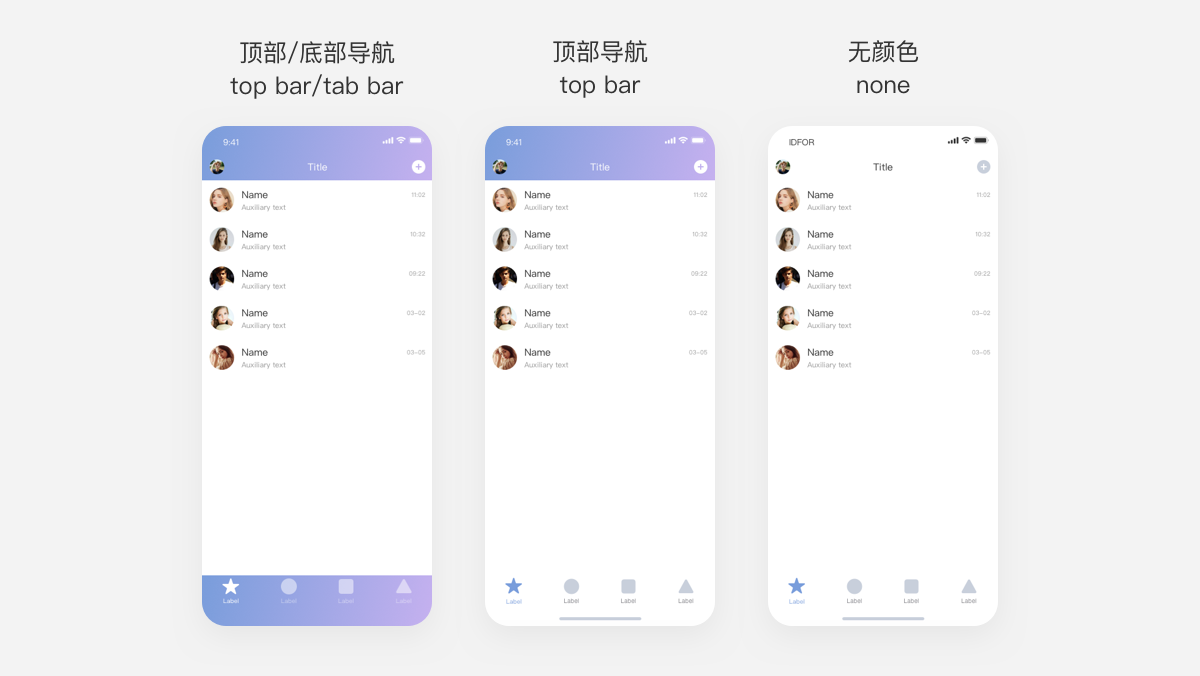 顶部/底部导航
top bar/tab bar
顶部导航
top bar
无颜色
none
9:41
Title
Name
11:02
Auxiliary text
Name
10:32
Auxiliary text
Name
09:22
Auxiliary text
Name
03-02
Auxiliary text
Name
03-05
Auxiliary text
Label
Label
Label
Label
9:41
Title
Name
11:02
Auxiliary text
Name
10:32
Auxiliary text
Name
09:22
Auxiliary text
Name
03-02
Auxiliary text
Name
03-05
Auxiliary text
Label
Label
Label
Label
IDFOR
Title
Name
11:02
Auxiliary text
Name
10:32
Auxiliary text
Name
09:22
Auxiliary text
Name
03-02
Auxiliary text
Name
03-05
Auxiliary text
Label
Label
Label
Label